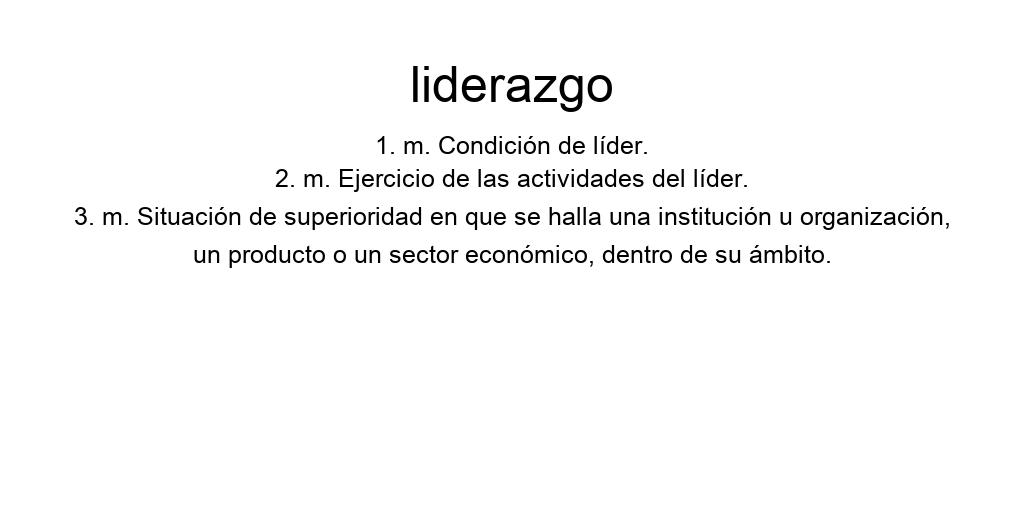 liderazgo
1. m. Condición de líder.
2. m. Ejercicio de las actividades del líder.
3. m. Situación de superioridad en que se halla una institución u organización,
un producto o un sector económico, dentro de su ámbito.